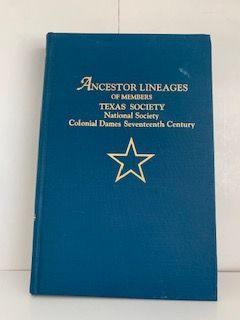 ANCESTOR LINEAGES
OF MEMBERS
TEXAS SOCIETY
National Society
Colonial Dames Seventeenth Century